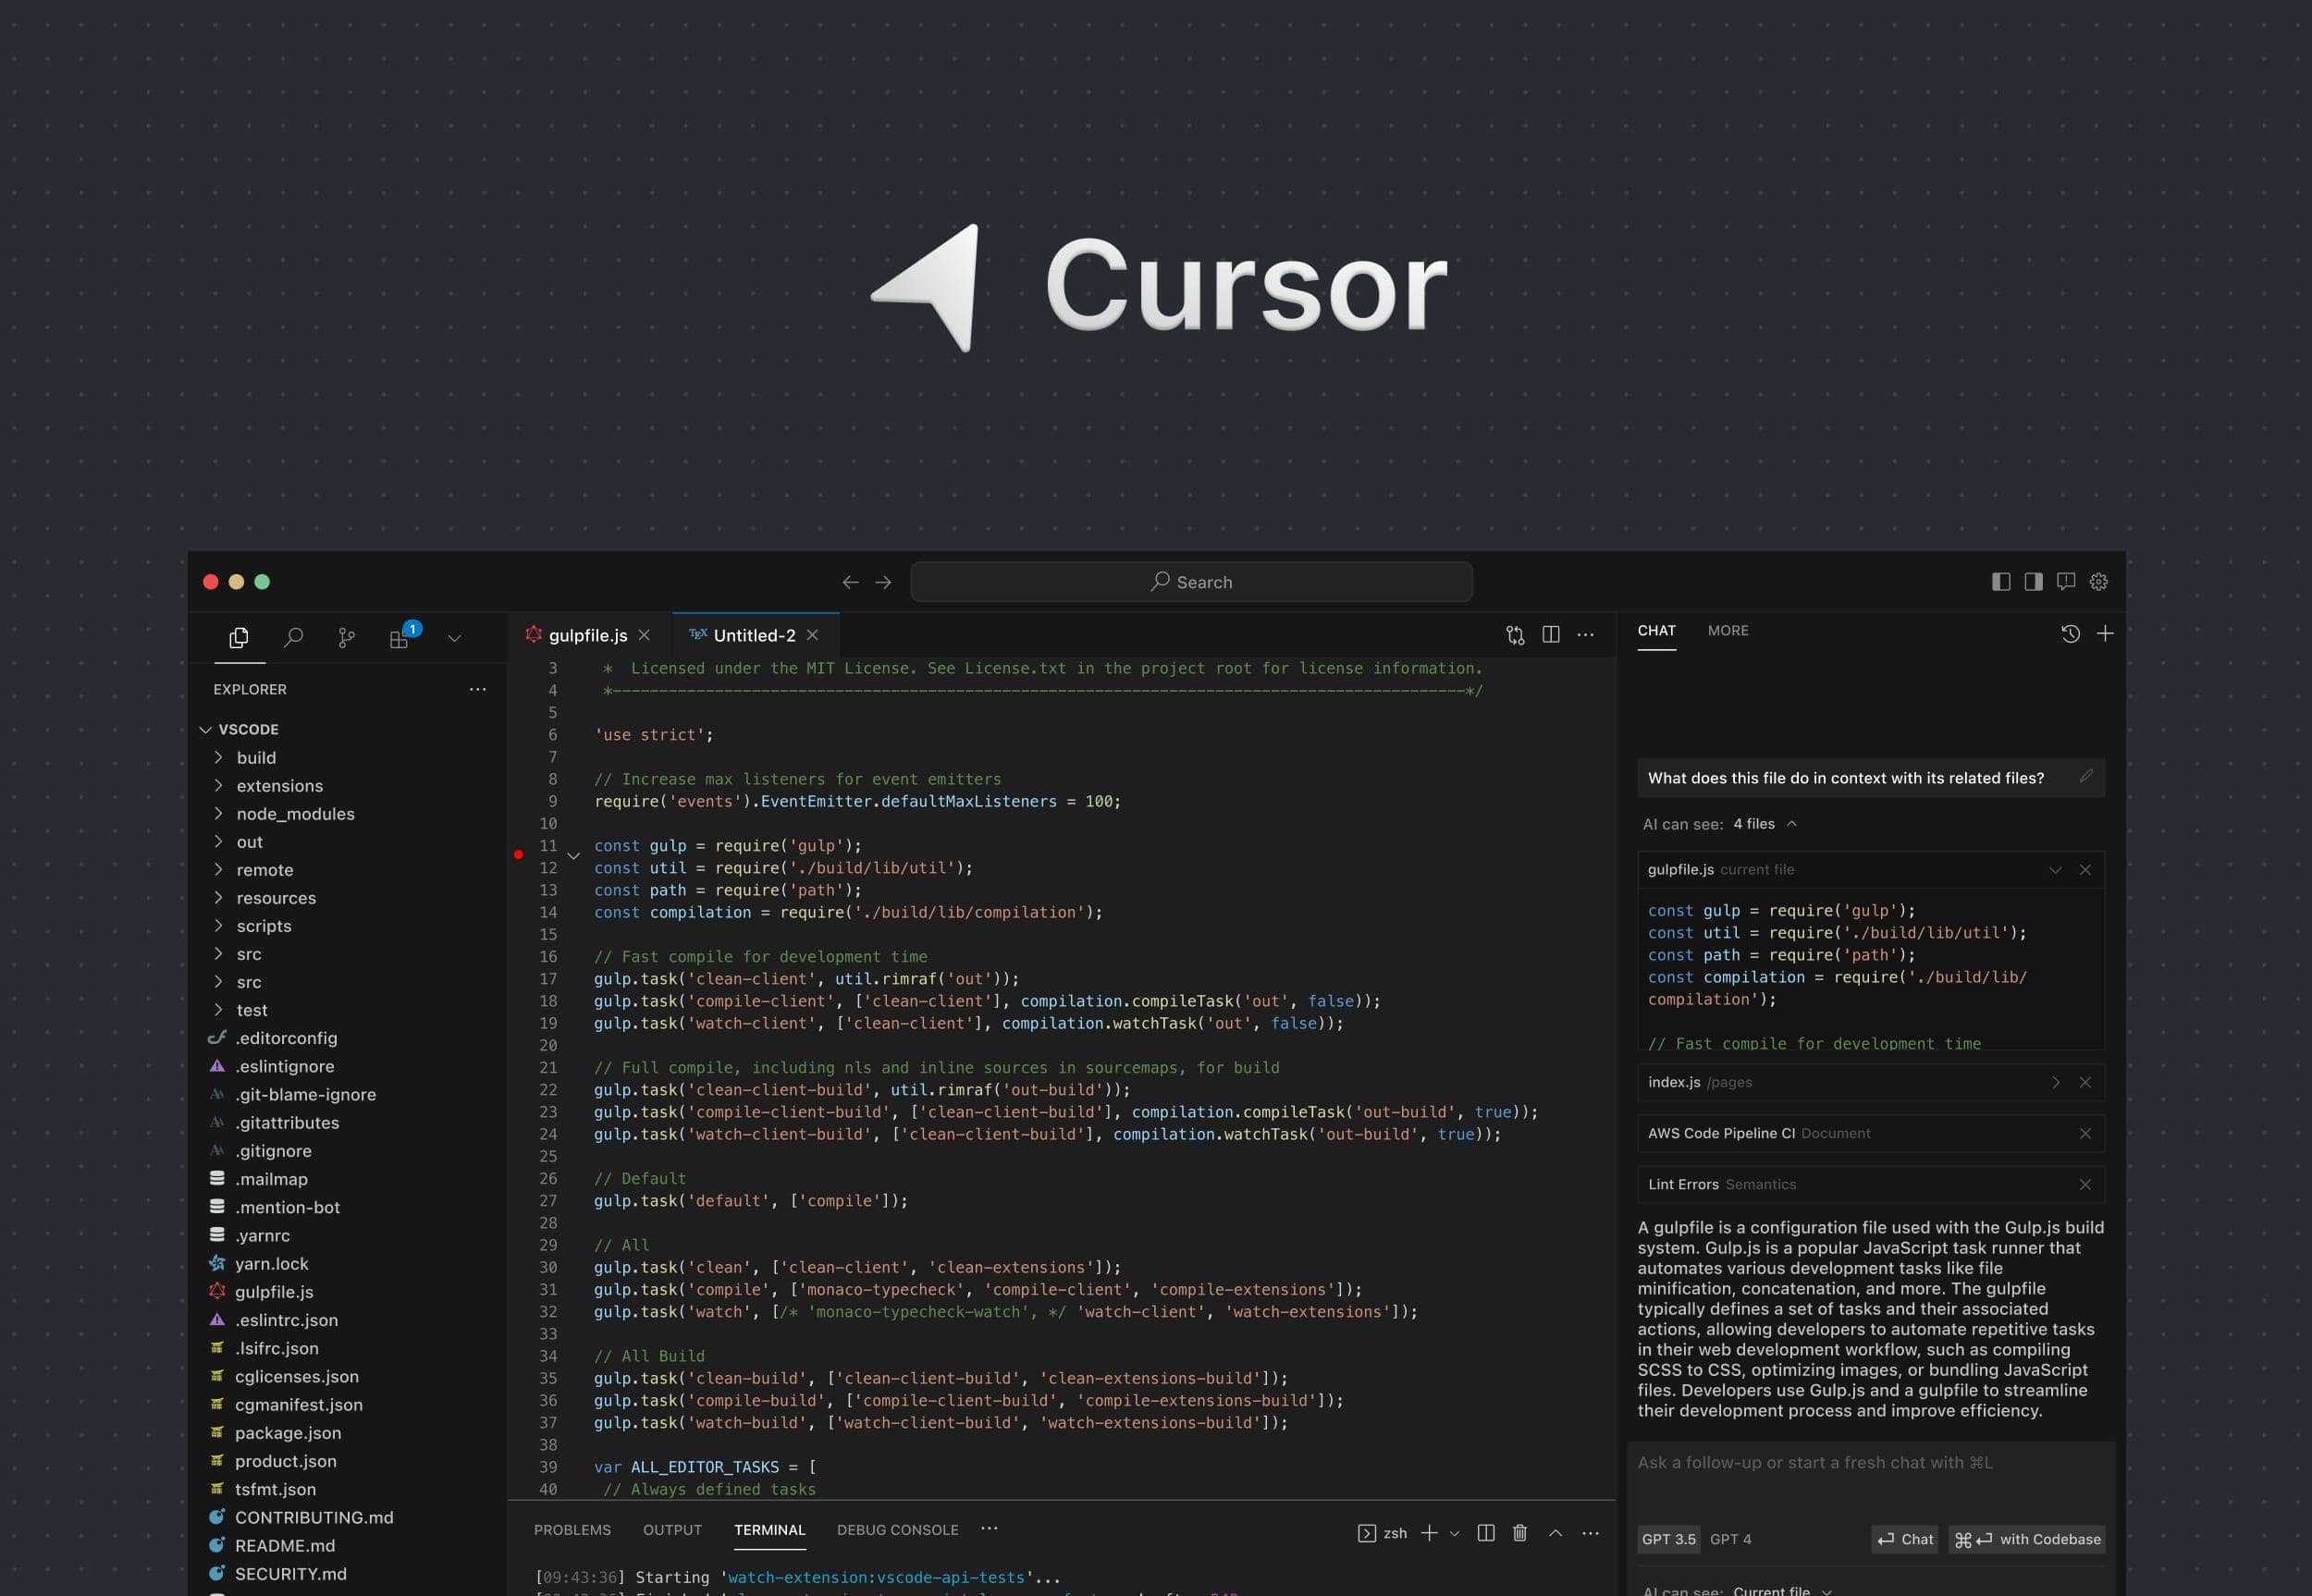 Cursor
Search
1
gulpfile.js
TEX Untitled-2
CHAT MORE
EXPLORER
VSCODE
build
extensions
node_modules
out
remote
resources
scripts
src
src
test
.editorconfig
.eslintignore
.git-blame-ignore
.gitattributes
.gitignore
.mailmap
.mention-bot
.yarnrc
yarn.lock
gulpfile.js
.eslintrc.json
.lsifrc.json
cglicenses.json
cgmanifest.json
package.json
product.json
tsfmt.json
CONTRIBUTING.md
README.md
SECURITY.md
3 * Licensed under the MIT License. See License.txt in the project root for license information.
4 *--------------------------------------------------------------------------------------------*/
5
6 'use strict';
7
8 // Increase max listeners for event emitters
9 require('events').EventEmitter.defaultMaxListeners = 100;
10
11 const gulp = require('gulp');
12 const util = require('./build/lib/util');
13 const path = require('path');
14 const compilation = require('./build/lib/compilation');
15
16 // Fast compile for development time
17 gulp.task('clean-client', util.rimraf('out'));
18 gulp.task('compile-client', ['clean-client'], compilation.compileTask('out', false));
19 gulp.task('watch-client', ['clean-client'], compilation.watchTask('out', false));
20
21 // Full compile, including nls and inline sources in sourcemaps, for build
22 gulp.task('clean-client-build', util.rimraf('out-build'));
23 gulp.task('compile-client-build', ['clean-client-build'], compilation.compileTask('out-build', true));
24 gulp.task('watch-client-build', ['clean-client-build'], compilation.watchTask('out-build', true));
25
26 // Default
27 gulp.task('default', ['compile']);
28
29 // All
30 gulp.task('clean', ['clean-client', 'clean-extensions']);
31 gulp.task('compile', ['monaco-typecheck', 'compile-client', 'compile-extensions']);
32 gulp.task('watch', [/* 'monaco-typecheck-watch', */ 'watch-client', 'watch-extensions']);
33
34 // All Build
35 gulp.task('clean-build', ['clean-client-build', 'clean-extensions-build']);
36 gulp.task('compile-build', ['compile-client-build', 'compile-extensions-build']);
37 gulp.task('watch-build', ['watch-client-build', 'watch-extensions-build']);
38
39 var ALL_EDITOR_TASKS = [
40 // Always defined tasks
PROBLEMS OUTPUT TERMINAL DEBUG CONSOLE
zsh
[09:43:36] Starting 'watch-extension:vscode-api-tests'...
What does this file do in context with its related files?
AI can see: 4 files
gulpfile.js current file
const gulp = require('gulp');
const util = require('./build/lib/util');
const path = require('path');
const compilation = require('./build/lib/
compilation');
// Fast compile for development time
index.js /pages
AWS Code Pipeline CI Document
Lint Errors Semantics
A gulpfile is a configuration file used with the Gulp.js build
system. Gulp.js is a popular JavaScript task runner that
automates various development tasks like file
minification, concatenation, and more. The gulpfile
typically defines a set of tasks and their associated
actions, allowing developers to automate repetitive tasks
in their web development workflow, such as compiling
SCSS to CSS, optimizing images, or bundling JavaScript
files. Developers use Gulp.js and a gulpfile to streamline
their development process and improve efficiency.
Ask a follow-up or start a fresh chat with ⌘L
GPT 3.5 GPT 4 ⏎ Chat ⌘⏎ with Codebase
AI can see: Current file